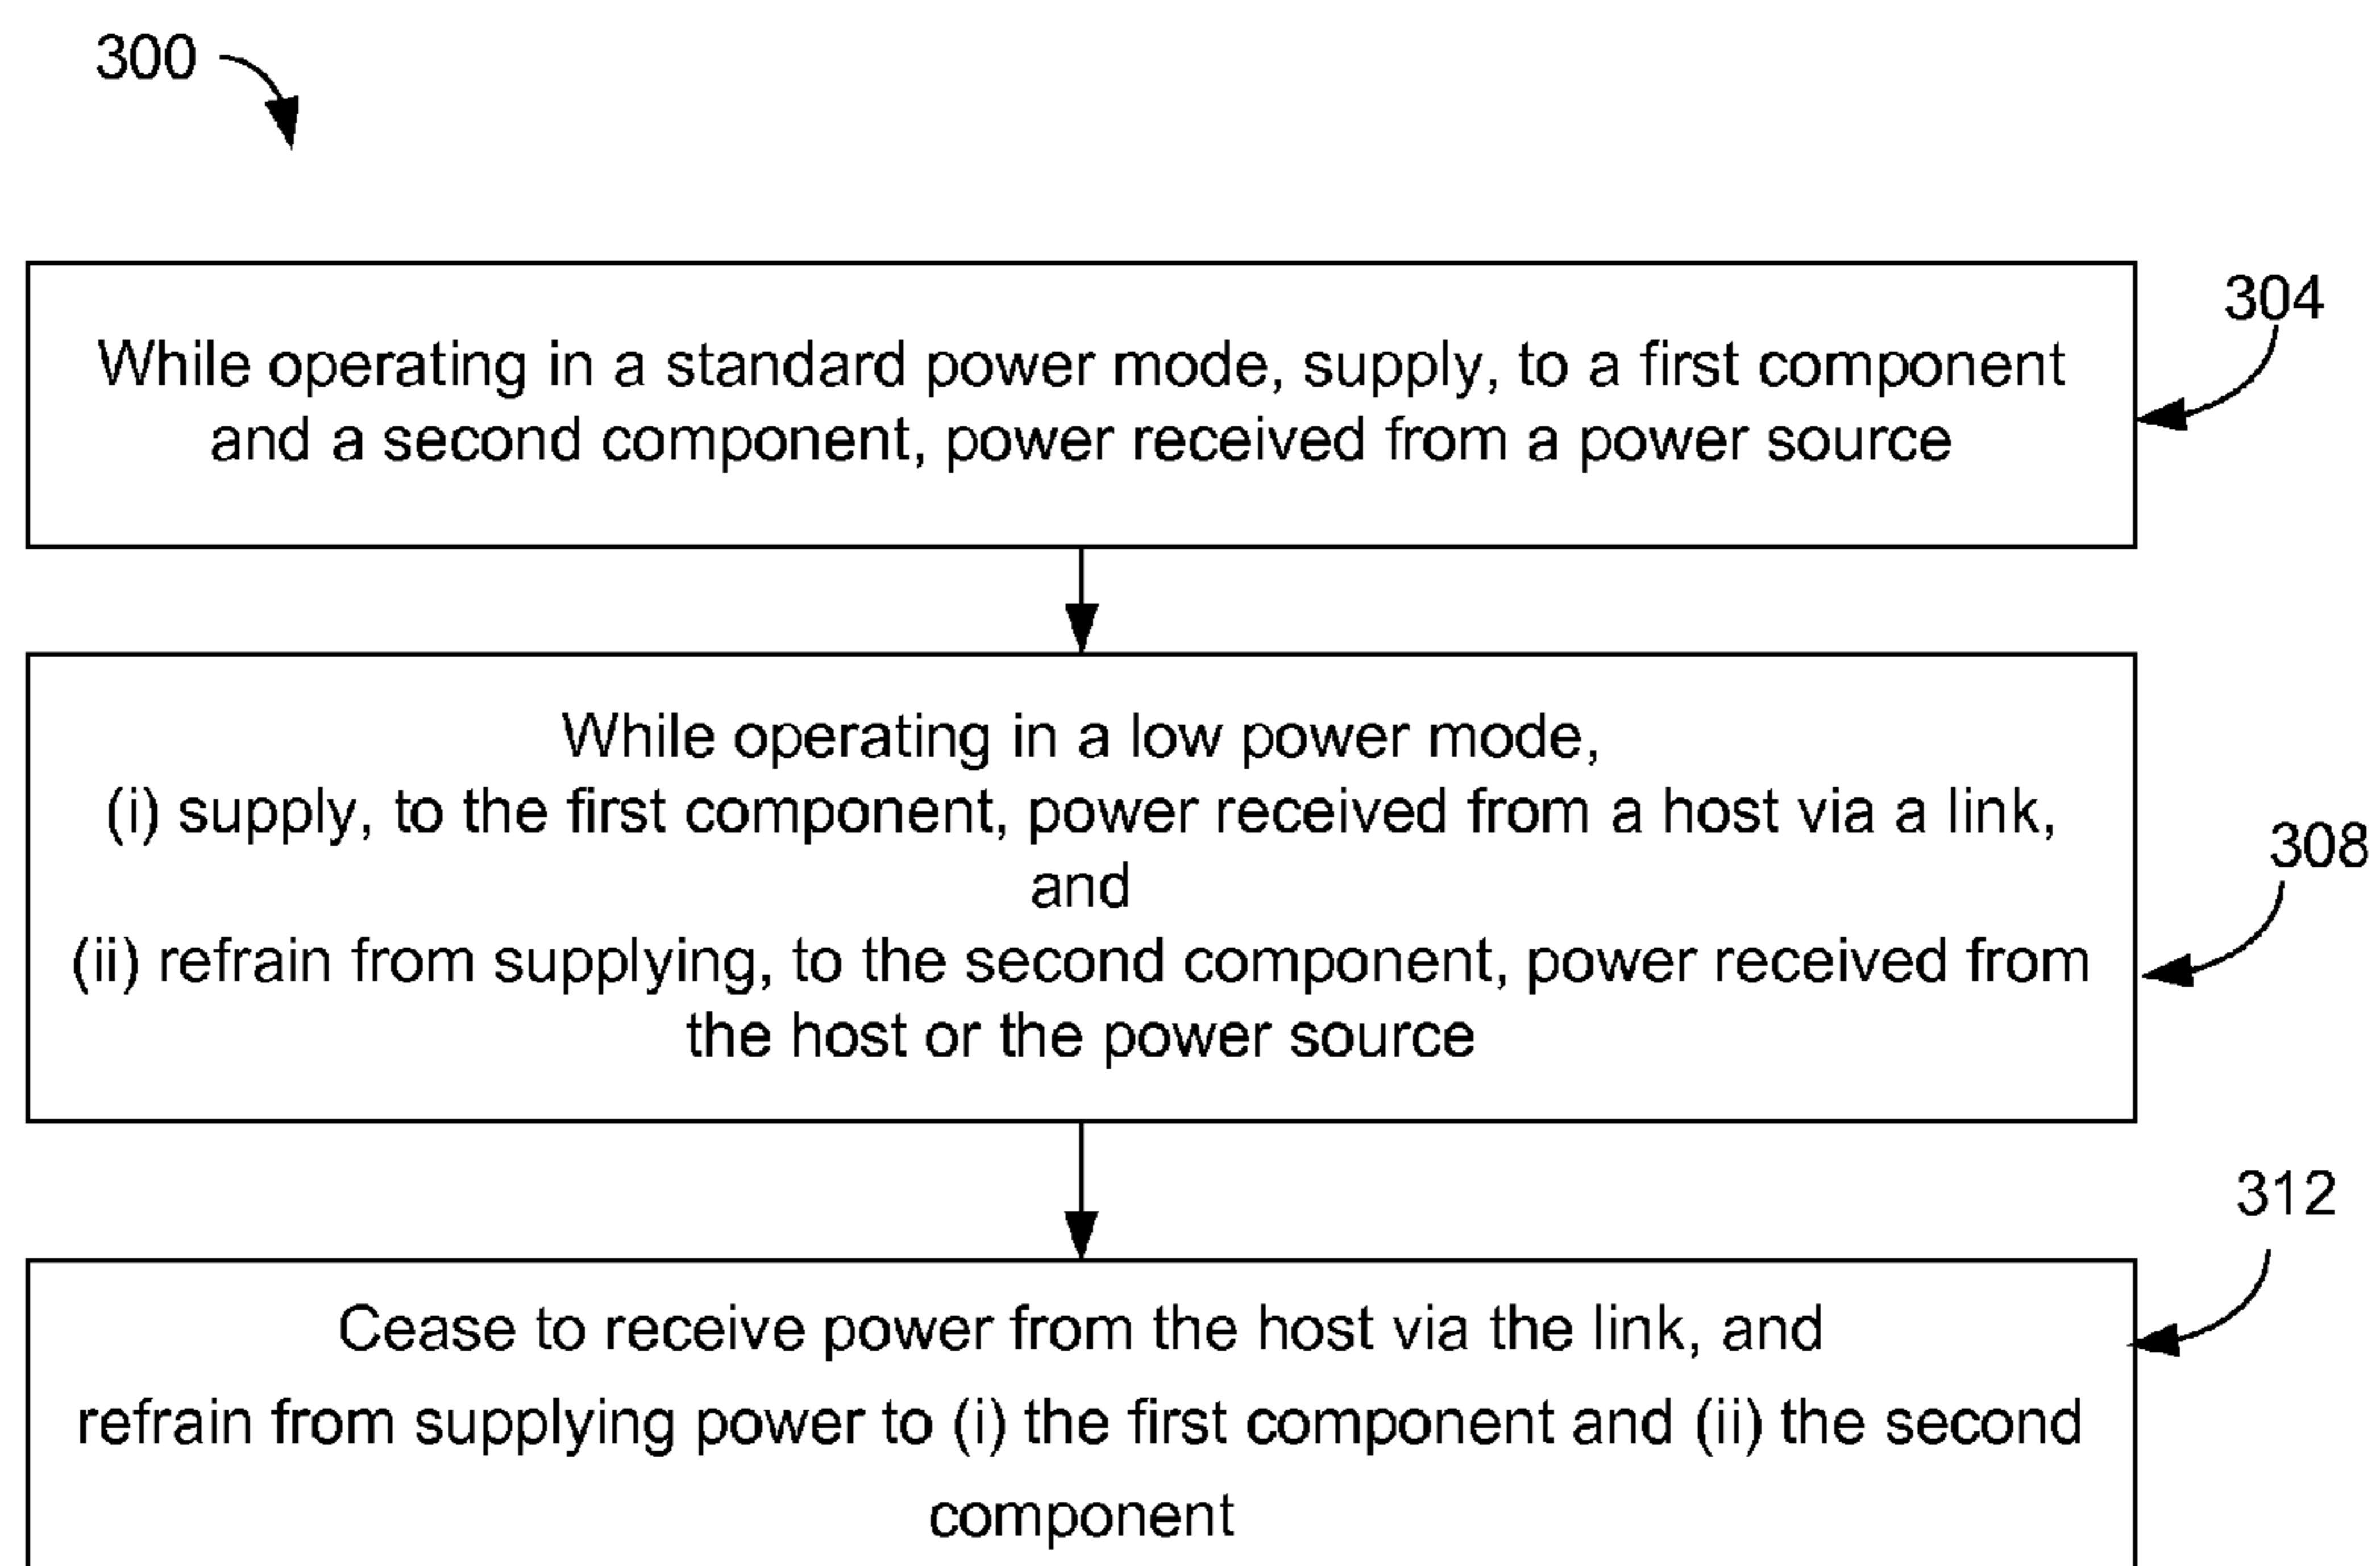 300
304
While operating in a standard power mode, supply, to a first component
and a second component, power received from a power source
While operating in a low power mode,
(i) supply, to the first component, power received from a host via a link,
and
308
(ii) refrain from supplying, to the second component, power received from
the host or the power source
312
Cease to receive power from the host via the link, and
refrain from supplying power to (i) the first component and (ii) the second
component